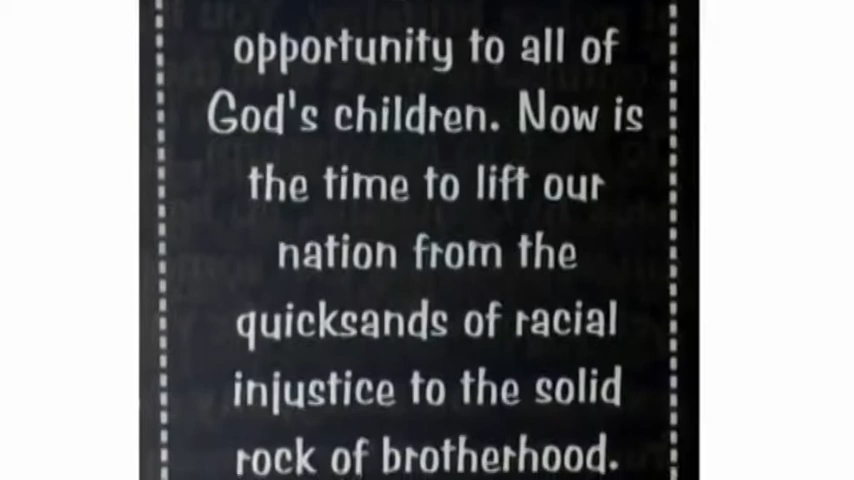 opportunity to all of
God's children. Now is
the time to lift our
nation from the
quicksands of racial
injustice to the solid
rock of brotherhood.